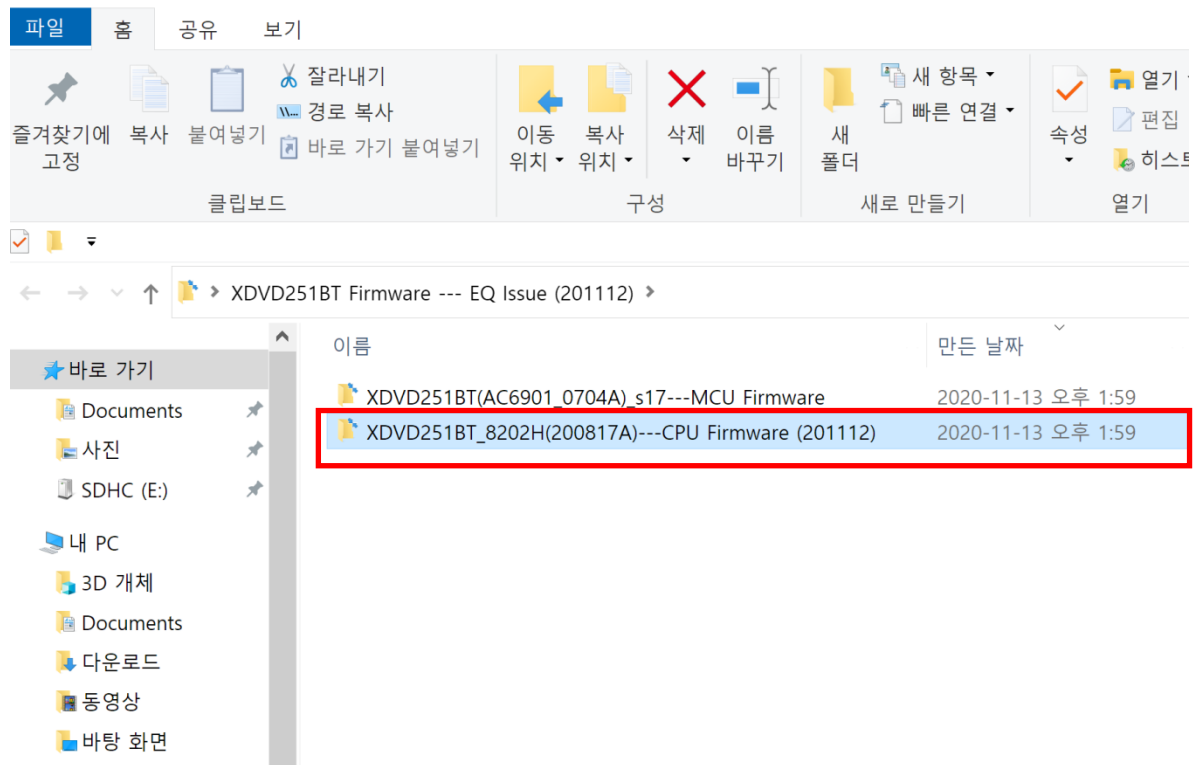 파일 홈 공유 보기
즐겨찾기에 고정
복사
붙여넣기
잘라내기
경로 복사
바로 가기 붙여넣기
클립보드
이동 위치
복사 위치
삭제
이름 바꾸기
구성
새 폴더
새 항목
빠른 연결
새로 만들기
속성
열기
편집
열기
XDVD251BT Firmware --- EQ Issue (201112)
이름 만든 날짜
바로 가기
Documents
사진
SDHC (E:)
내 PC
3D 개체
Documents
다운로드
동영상
바탕 화면
XDVD251BT(AC6901_0704A)_s17---MCU Firmware 2020-11-13 오후 1:59
XDVD251BT_8202H(200817A)---CPU Firmware (201112) 2020-11-13 오후 1:59